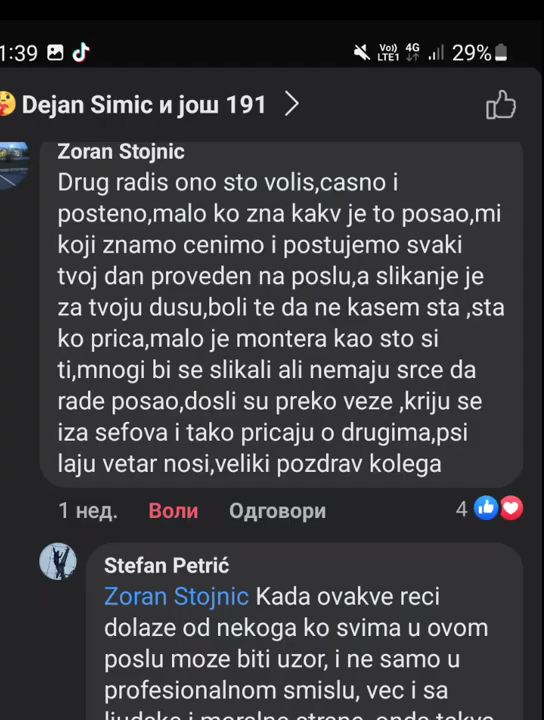 1:39 Vo)) LTE1 4G 29%
Dejan Simic и још 191
Zoran Stojnic
Drug radis ono sto volis,casno i
posteno,malo ko zna kakv je to posao,mi
koji znamo cenimo i postujemo svaki
tvoj dan proveden na poslu,a slikanje je
za tvoju dusu,boli te da ne kasem sta ,sta
ko prica,malo je montera kao sto si
ti,mnogi bi se slikali ali nemaju srce da
rade posao,dosli su preko veze ,kriju se
iza sefova i tako pricaju o drugima,psi
laju vetar nosi,veliki pozdrav kolega
1 нед. Воли Одговори 4
Stefan Petrić
Zoran Stojnic Kada ovakve reci
dolaze od nekoga ko svima u ovom
poslu moze biti uzor, i ne samo u
profesionalnom smislu, vec i sa
ljudske i moralne strane, onda takve